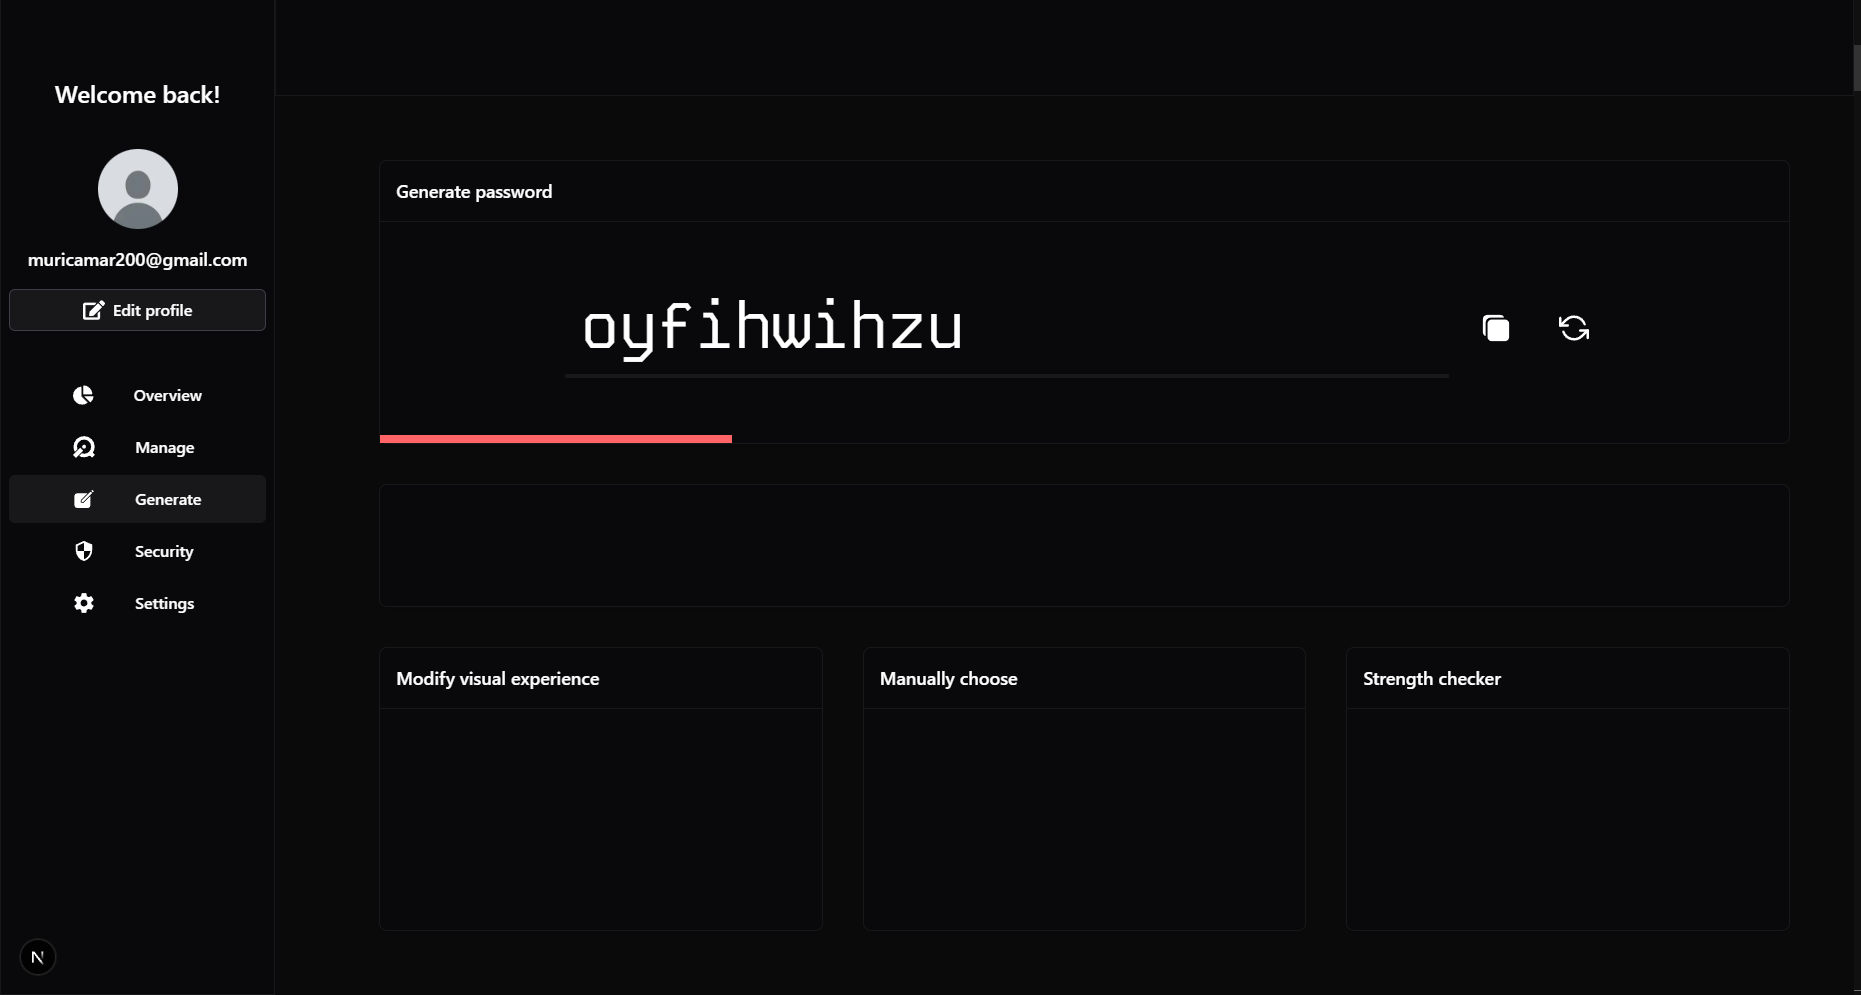 Welcome back!
muricamar200@gmail.com
Edit profile
Overview
Manage
Generate
Security
Settings
N
Generate password
oyfihwihzu
Modify visual experience
Manually choose
Strength checker